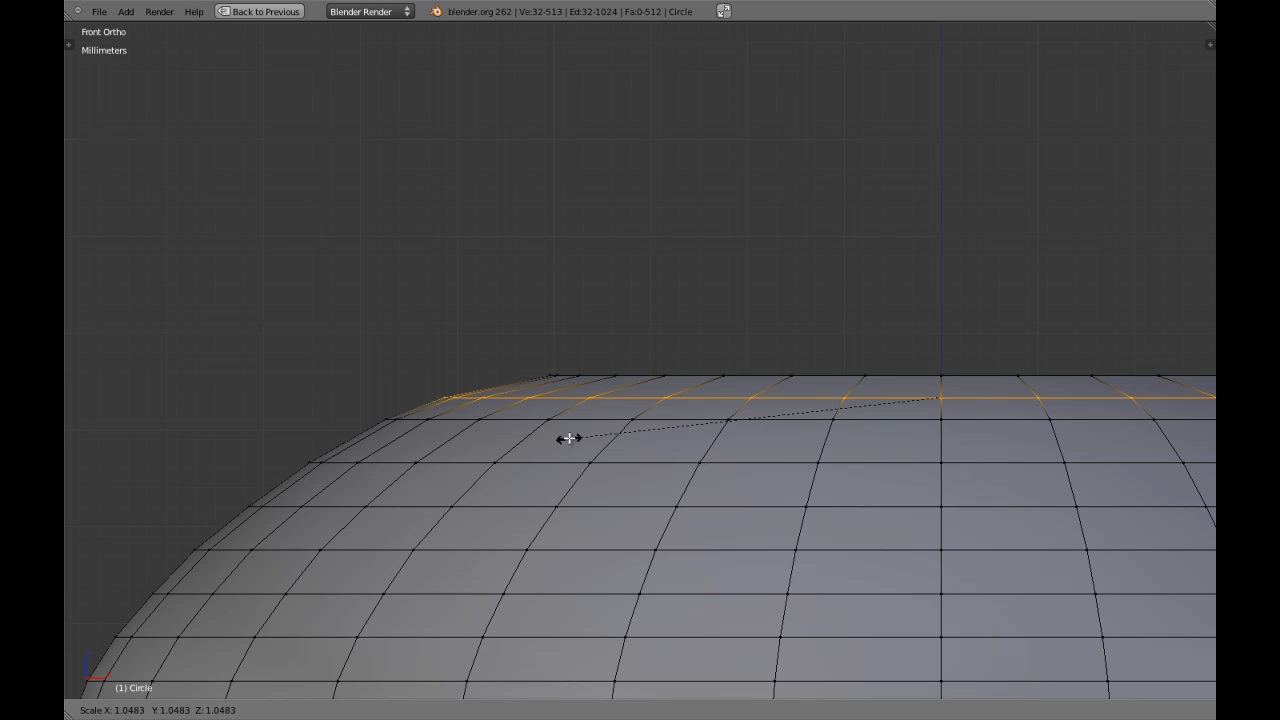 File Add Render Help Back to Previous Blender Render blender.org 262 | Ve:32-513 | Ed:32-1024 | Fa:0-512 | Circle
Front Ortho
Millimeters
(1) Circle
Scale X: 1.0483 Y: 1.0483 Z: 1.0483